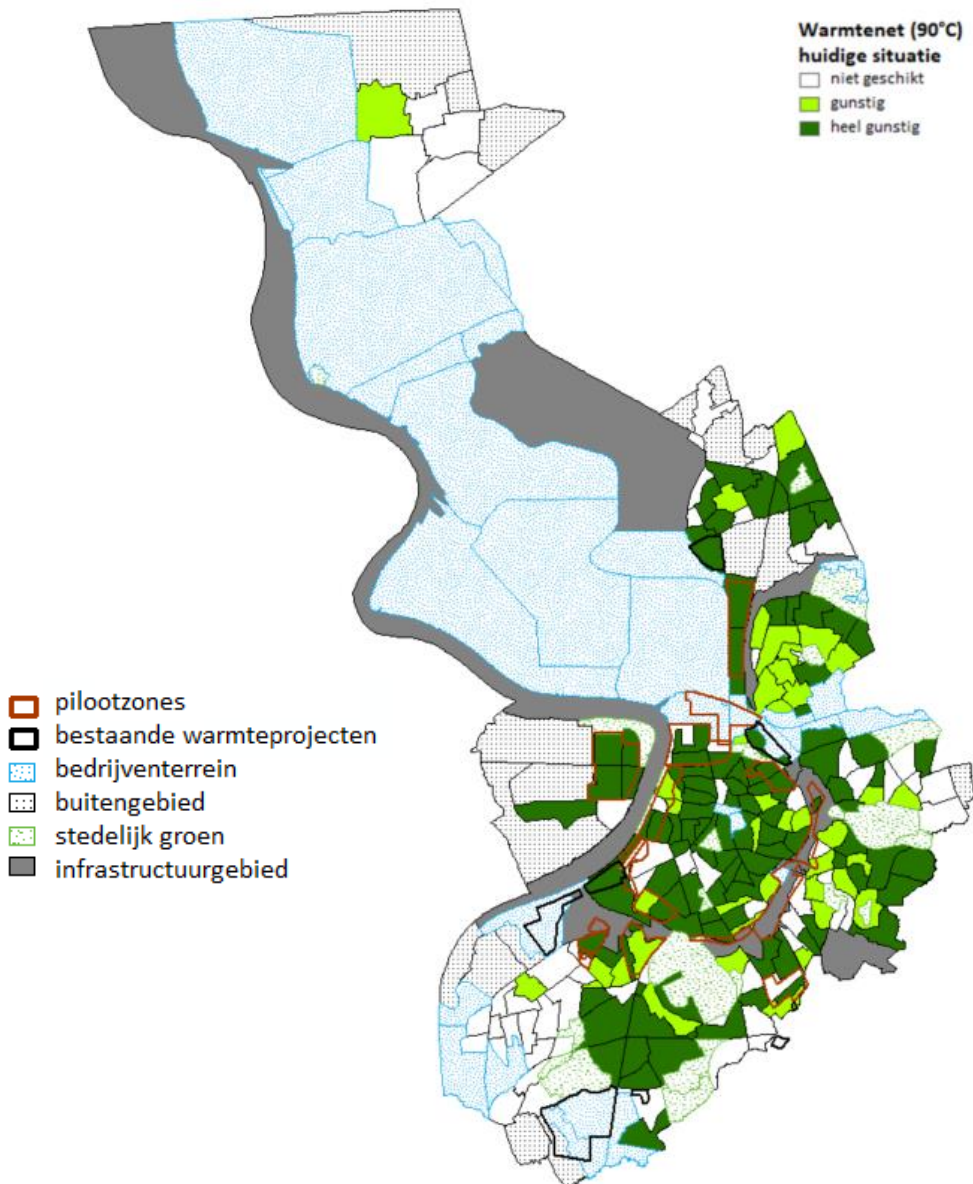 Warmtenet (90°C)
huidige situatie
niet geschikt
gunstig
heel gunstig
pilootzones
bestaande warmteprojecten
bedrijventerrein
buitengebied
stedelijk groen
infrastructuurgebied